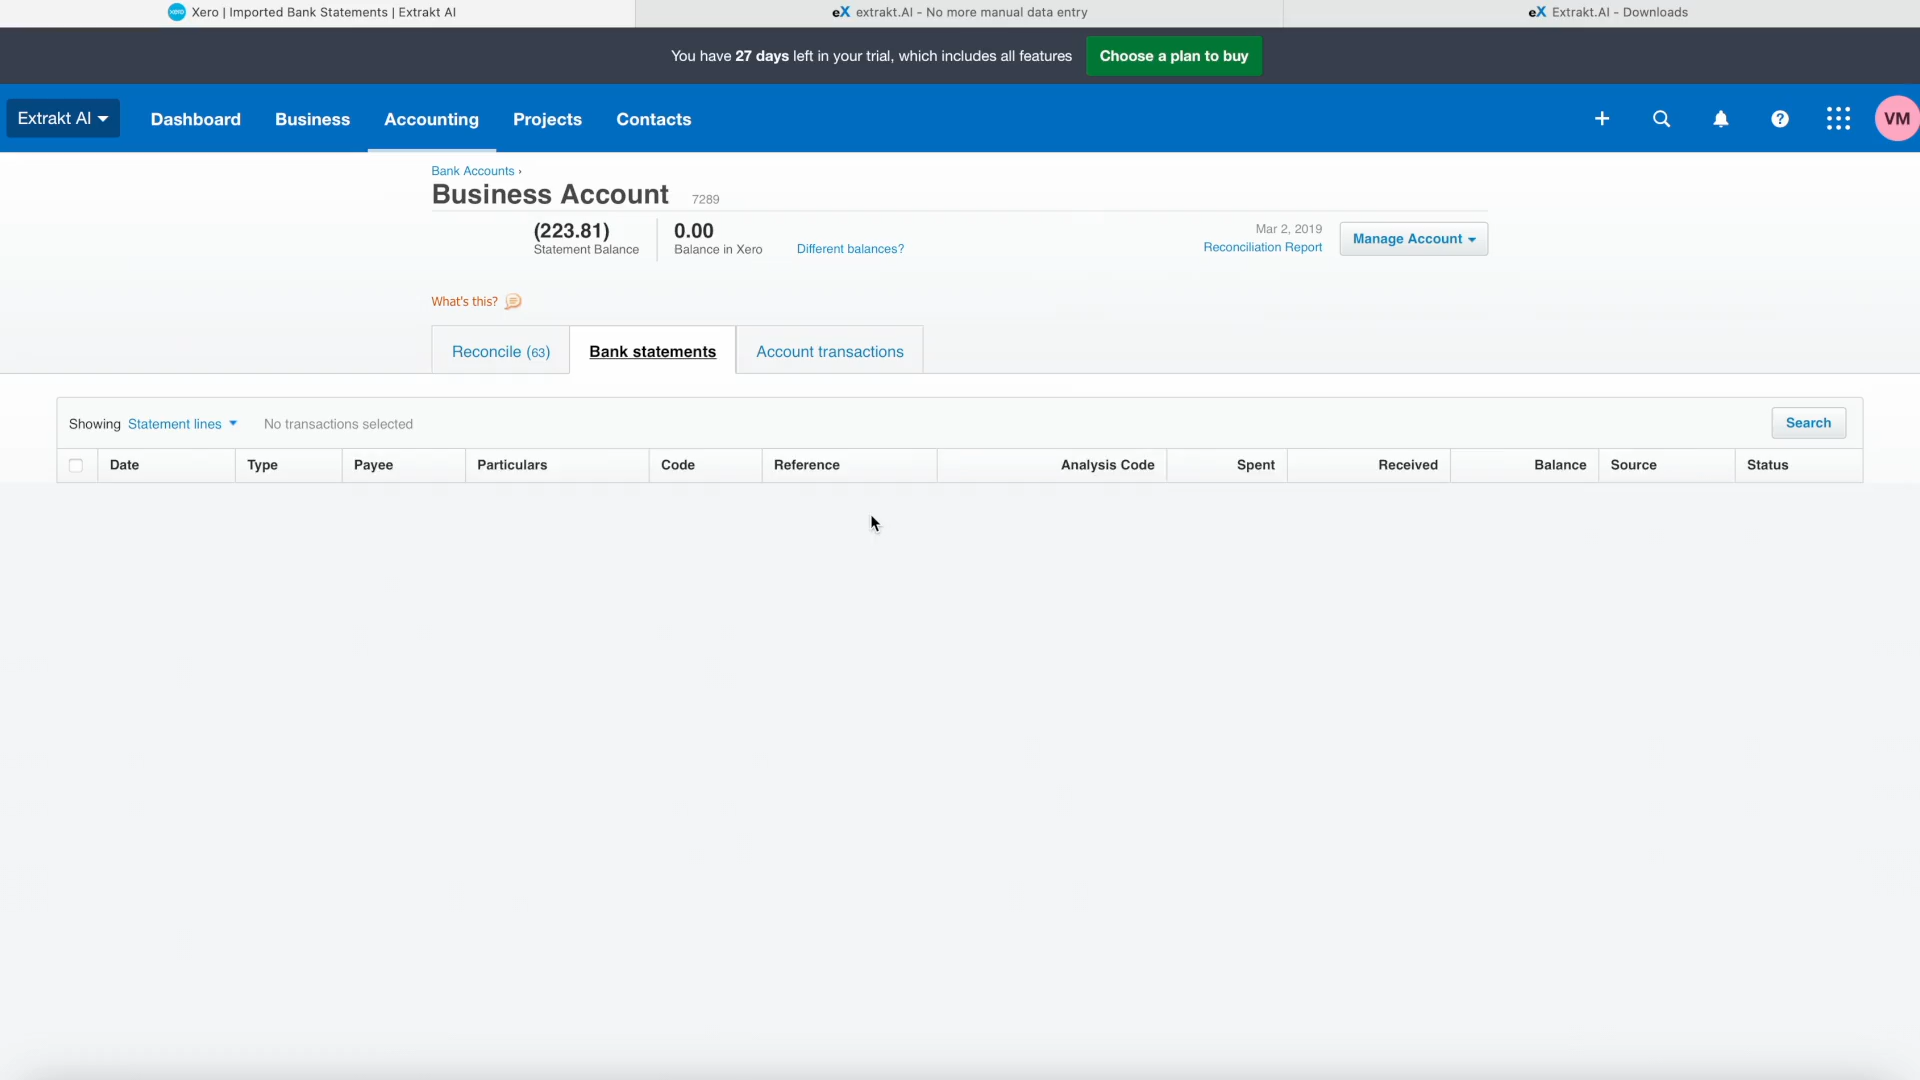 xero Xero | Imported Bank Statements | Extrakt AI
eX extrakt.AI - No more manual data entry
eX Extrakt.AI - Downloads
You have 27 days left in your trial, which includes all features Choose a plan to buy
Extrakt AI Dashboard Business Accounting Projects Contacts + ? VM
Bank Accounts ›
Business Account 7289
(223.81) 0.00 Mar 2, 2019
Statement Balance Balance in Xero Different balances? Reconciliation Report Manage Account
What's this?
Reconcile (63) Bank statements Account transactions
Showing Statement lines No transactions selected Search
Date Type Payee Particulars Code Reference Analysis Code Spent Received Balance Source Status